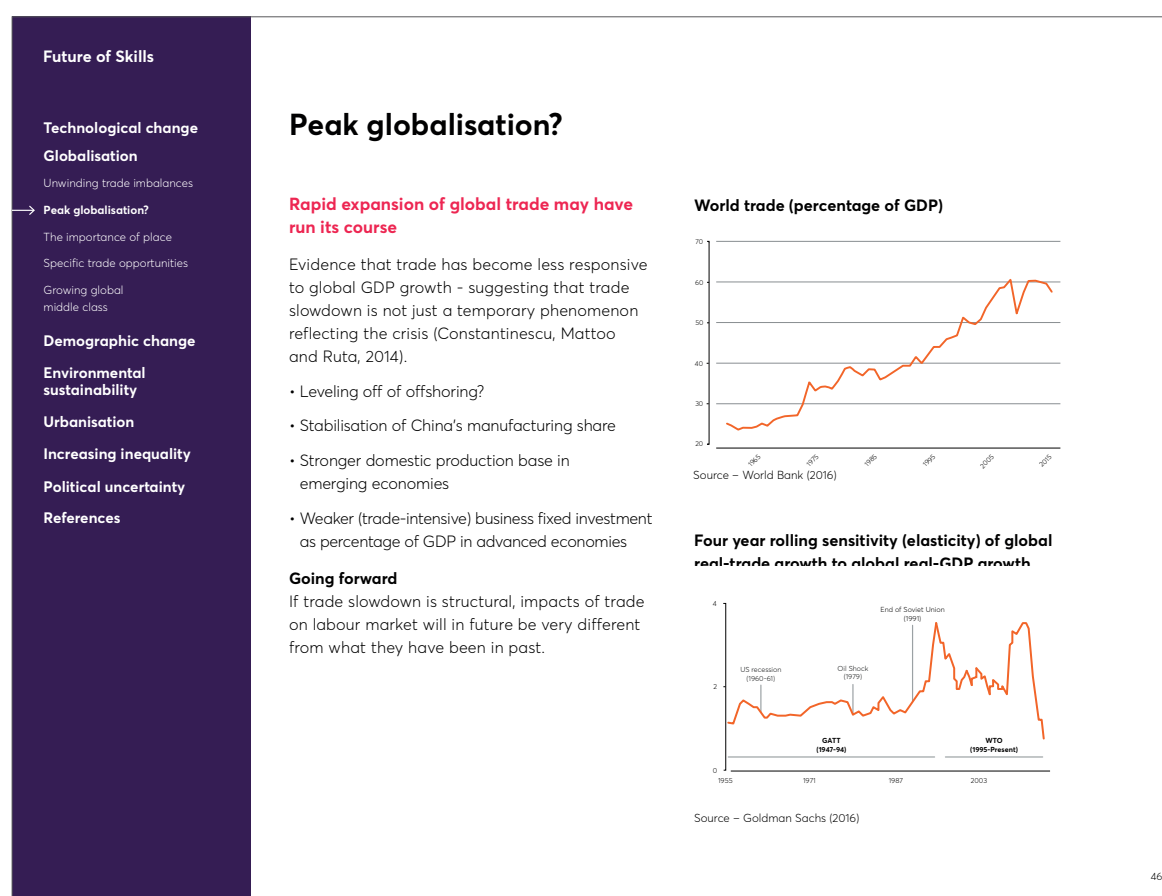 Future of Skills
Technological change
Globalisation
Unwinding trade imbalances
Peak globalisation?
The importance of place
Specific trade opportunities
Growing global
middle class
Demographic change
Environmental
sustainability
Urbanisation
Increasing inequality
Political uncertainty
References
Peak globalisation?
Rapid expansion of global trade may have
run its course
Evidence that trade has become less responsive
to global GDP growth - suggesting that trade
slowdown is not just a temporary phenomenon
reflecting the crisis (Constantinescu, Mattoo
and Ruta, 2014).
• Leveling off of offshoring?
• Stabilisation of China's manufacturing share
• Stronger domestic production base in
emerging economies
• Weaker (trade-intensive) business fixed investment
as percentage of GDP in advanced economies
Going forward
If trade slowdown is structural, impacts of trade
on labour market will in future be very different
from what they have been in past.
World trade (percentage of GDP)
70
60
50
40
30
20
1965 1975 1985 1995 2005 2015
Source – World Bank (2016)
Four year rolling sensitivity (elasticity) of global
real-trade growth to global real-GDP growth
4
2
0
End of Soviet Union
(1991)
US recession
(1960-61)
Oil Shock
(1979)
GATT
(1947-94)
WTO
(1995-Present)
1955 1971 1987 2003
Source – Goldman Sachs (2016)
46